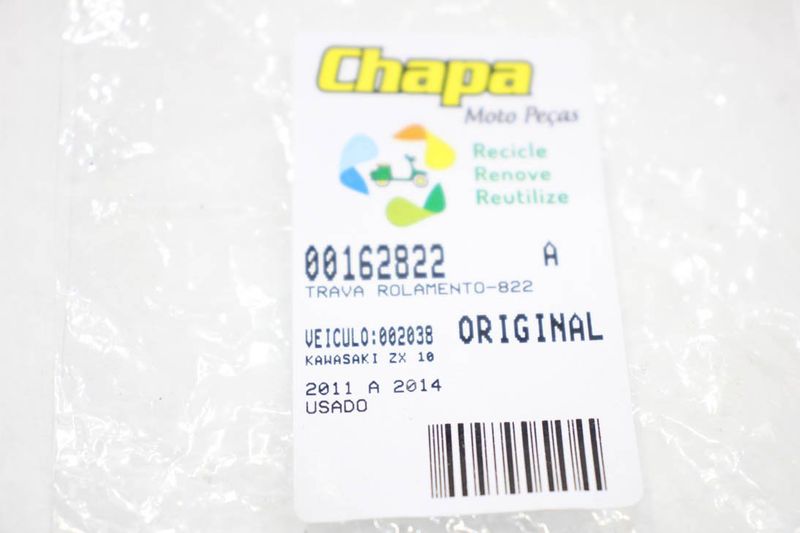 Chapa
Moto Peças
Recicle
Renove
Reutilize
00162822 A
TRAVA ROLAMENTO-822
VEICULO:002038 ORIGINAL
KAWASAKI ZX 10
2011 A 2014
USADO